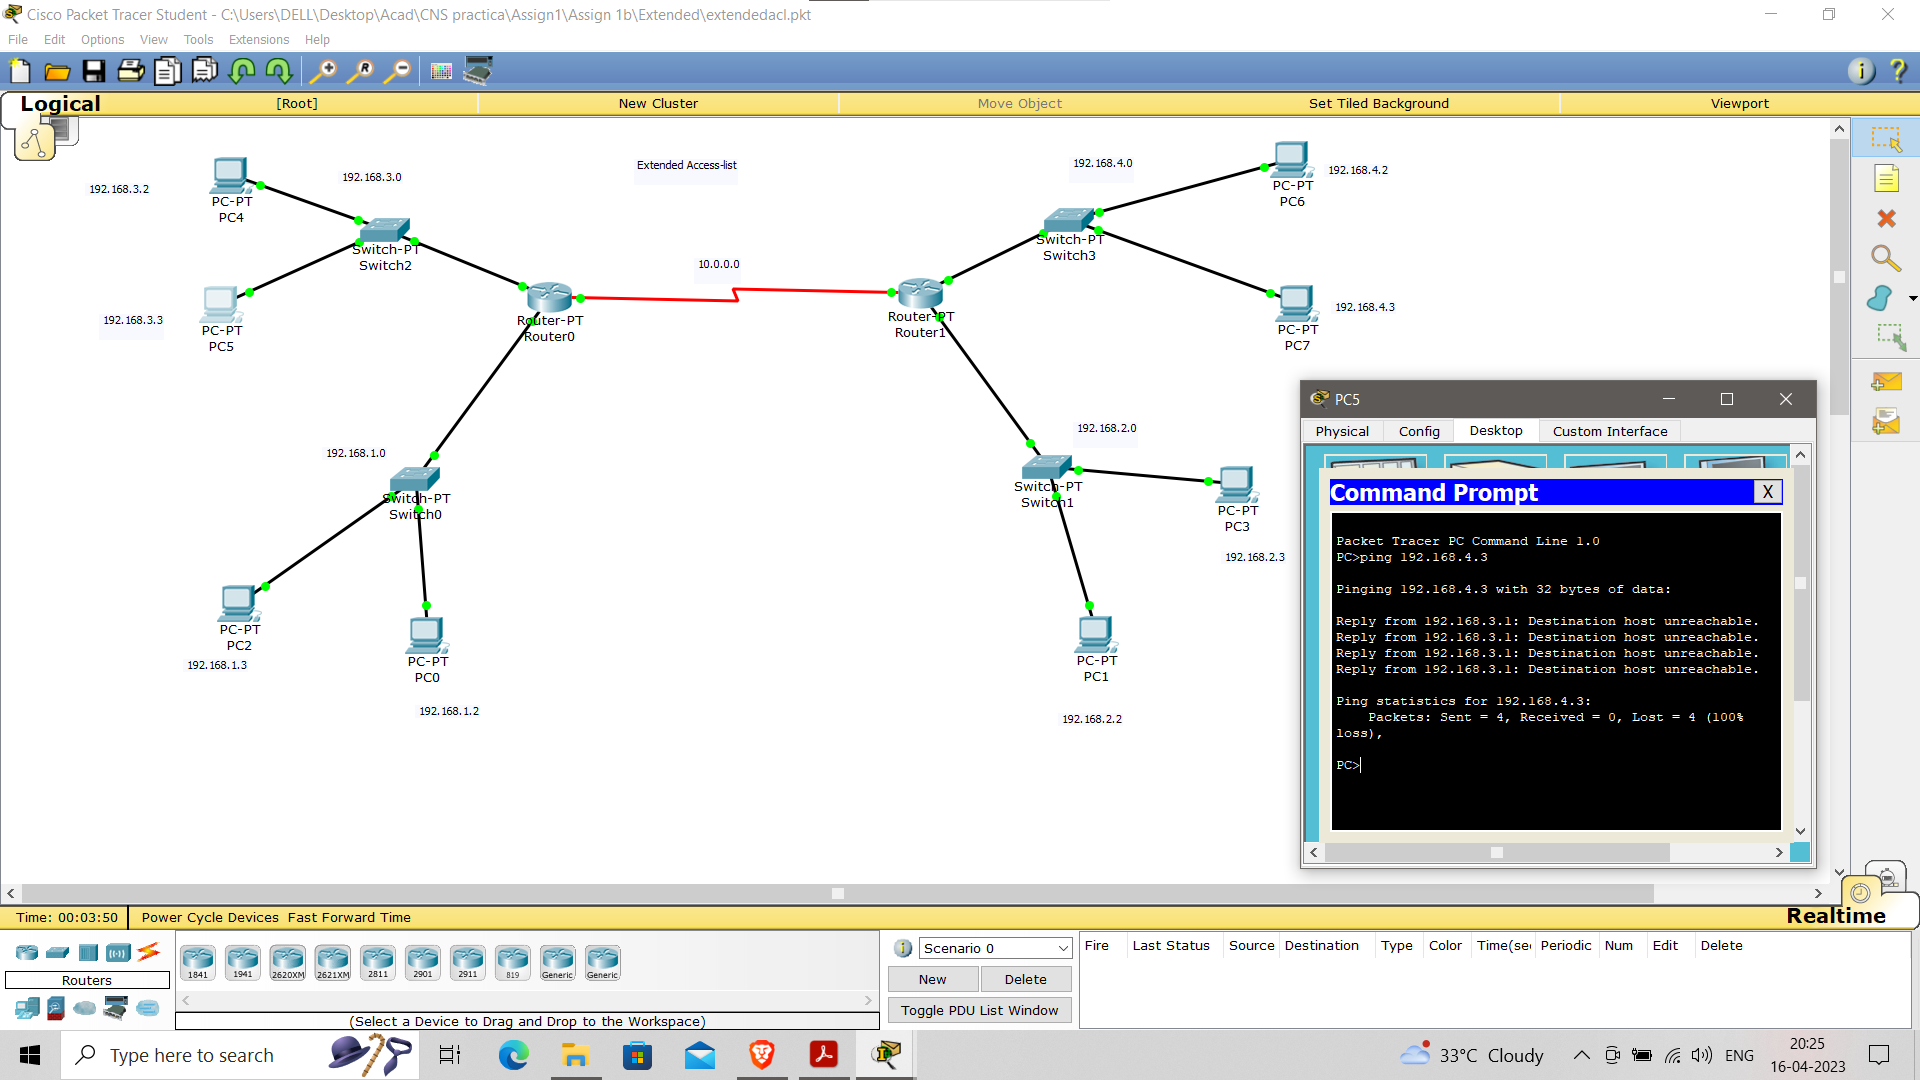 Cisco Packet Tracer Student - C:\Users\DELL\Desktop\Acad\CNS practica\Assign1\Assign 1b\Extended\extendedacl.pkt
File Edit Options View Tools Extensions Help
Logical [Root] New Cluster Move Object Set Tiled Background Viewport
Extended Access-list
192.168.3.2
PC-PT
PC4
192.168.3.0
Switch-PT
Switch2
192.168.3.3
PC-PT
PC5
Router-PT
Router0
10.0.0.0
Router-PT
Router1
192.168.4.0
Switch-PT
Switch3
PC-PT
PC6
192.168.4.2
PC-PT
PC7
192.168.4.3
192.168.1.0
Switch-PT
Switch0
PC-PT
PC2
192.168.1.3
PC-PT
PC0
192.168.1.2
192.168.2.0
Switch-PT
Switch1
PC-PT
PC3
192.168.2.3
PC-PT
PC1
192.168.2.2
PC5
Physical Config Desktop Custom Interface
Command Prompt X
Packet Tracer PC Command Line 1.0
PC>ping 192.168.4.3
Pinging 192.168.4.3 with 32 bytes of data:
Reply from 192.168.3.1: Destination host unreachable.
Reply from 192.168.3.1: Destination host unreachable.
Reply from 192.168.3.1: Destination host unreachable.
Reply from 192.168.3.1: Destination host unreachable.
Ping statistics for 192.168.4.3:
Packets: Sent = 4, Received = 0, Lost = 4 (100%
loss),
PC>
Time: 00:03:50 Power Cycle Devices Fast Forward Time
Realtime
Routers
1841 1941 2620XM 2621XM 2811 2901 2911 819 Generic Generic
(Select a Device to Drag and Drop to the Workspace)
Scenario 0
New Delete
Toggle PDU List Window
Fire Last Status Source Destination Type Color Time(se Periodic Num Edit Delete
Type here to search
33°C Cloudy
ENG
20:25
16-04-2023